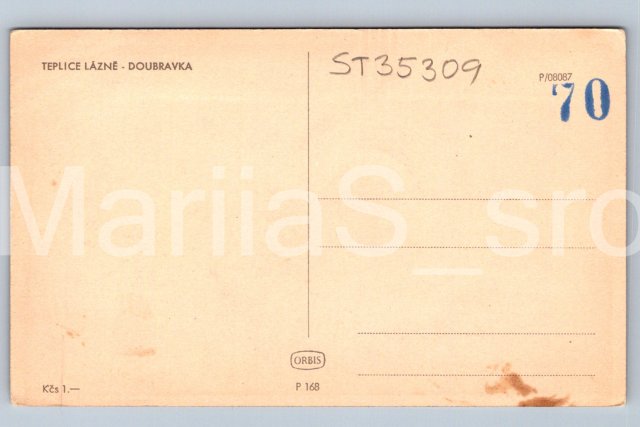 TEPLICE LÁZNĚ - DOUBRAVKA
ST35309
P/08087
70
MariiaS_sro
ORBIS
Kčs 1.—
P 168